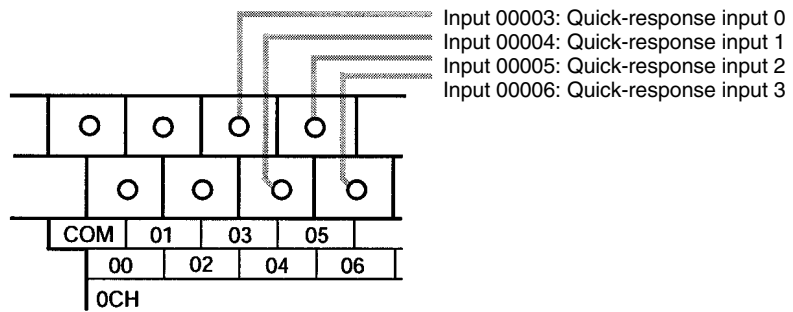 Input 00003: Quick-response input 0
Input 00004: Quick-response input 1
Input 00005: Quick-response input 2
Input 00006: Quick-response input 3
COM 01 03 05
00 02 04 06
0CH